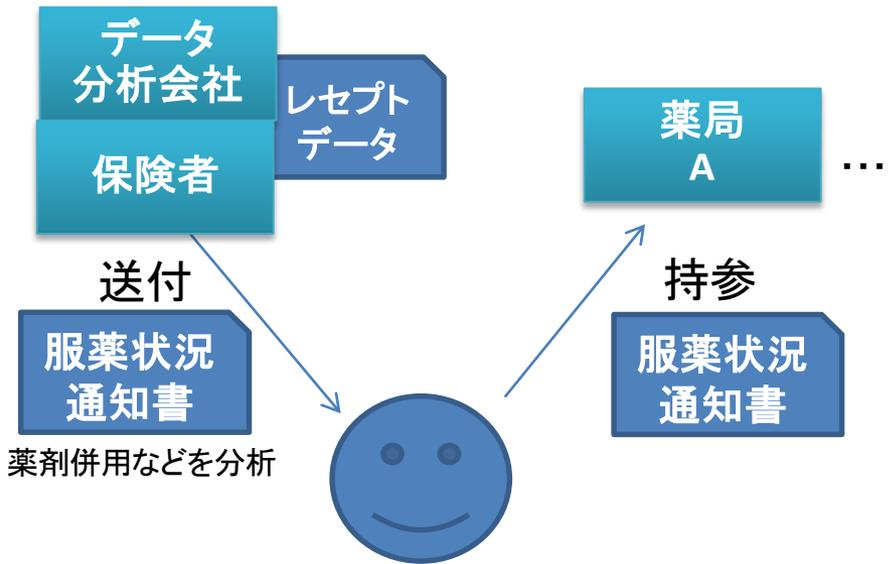 データ
分析会社
レセプト
データ
保険者
薬局
A
…
送付
服薬状況
通知書
薬剤併用などを分析
持参
服薬状況
通知書